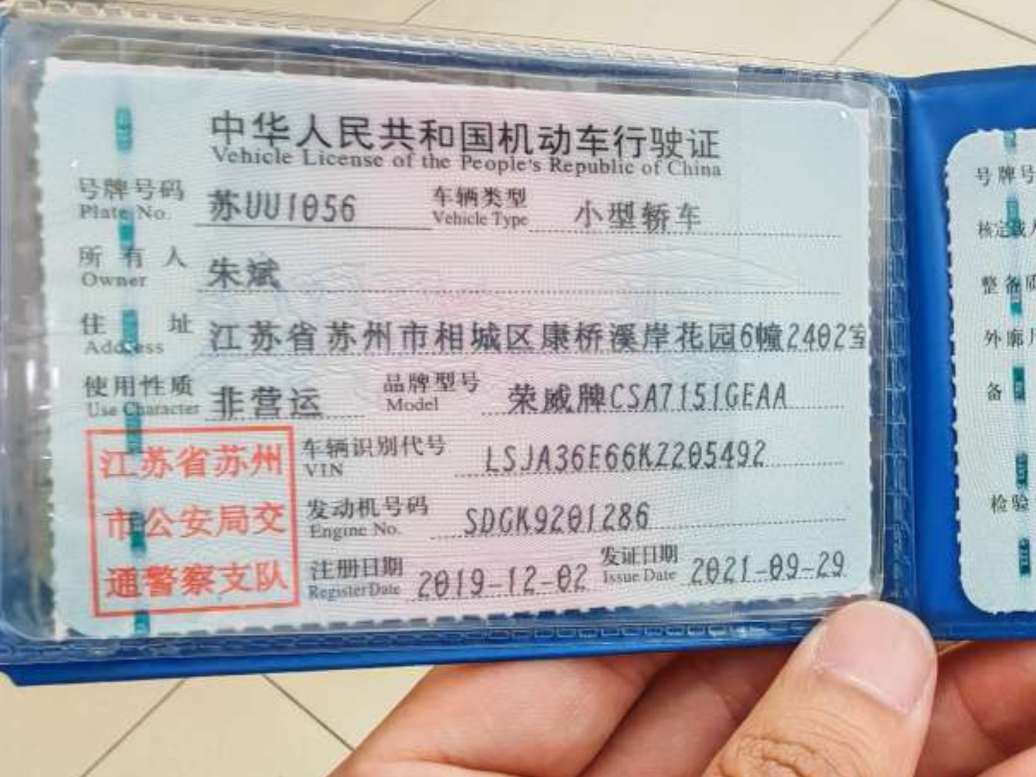 中华人民共和国机动车行驶证
Vehicle License of the People's Republic of China
号牌号码 苏UU1056 车辆类型 小型轿车
Plate No. Vehicle Type
所有人 朱斌
Owner
住址 江苏省苏州市相城区康桥溪岸花园6幢2402室
Address
使用性质 非营运 品牌型号 荣威牌CSA7151GEAA
Use Character Model
江苏省苏州
市公安局交
通警察支队
车辆识别代号 LSJA36E66KZ205492
VIN
发动机号码 SDGK9201286
Engine No.
注册日期 2019-12-02 发证日期 2021-09-29
Register Date Issue Date
号牌号
核定载人
整备质
外廓
备
检验